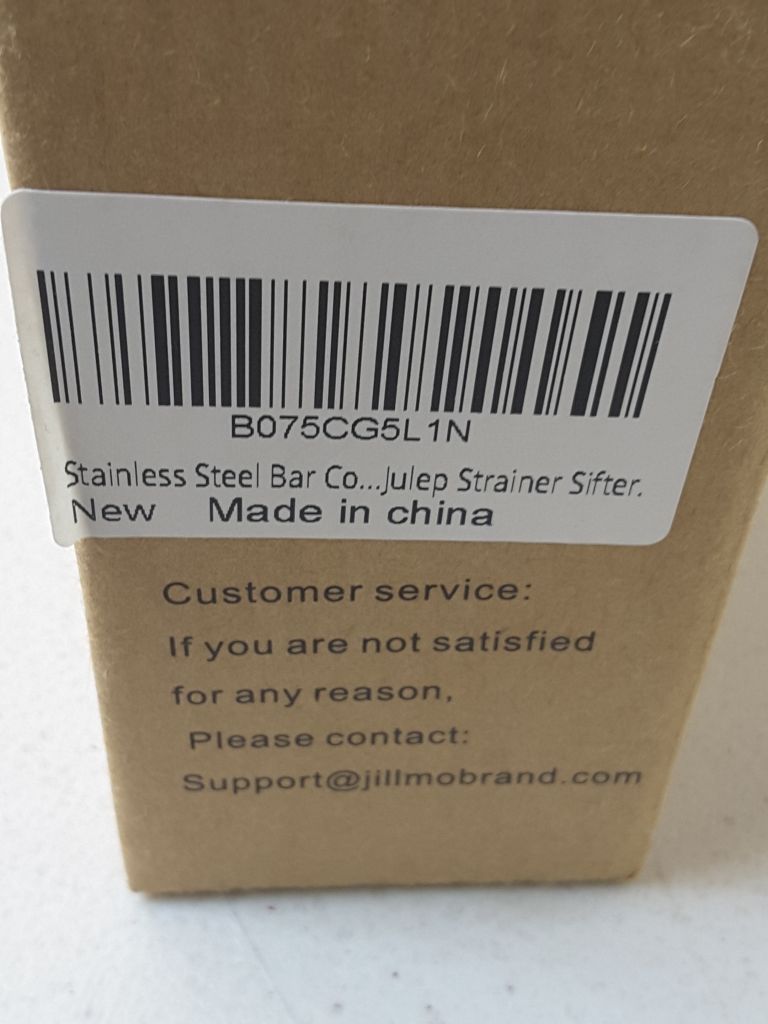 B075CG5L1N
Stainless Steel Bar Co...Julep Strainer Sifter.
New Made in china
Customer service:
If you are not satisfied
for any reason,
Please contact:
Support@jillmobrand.com